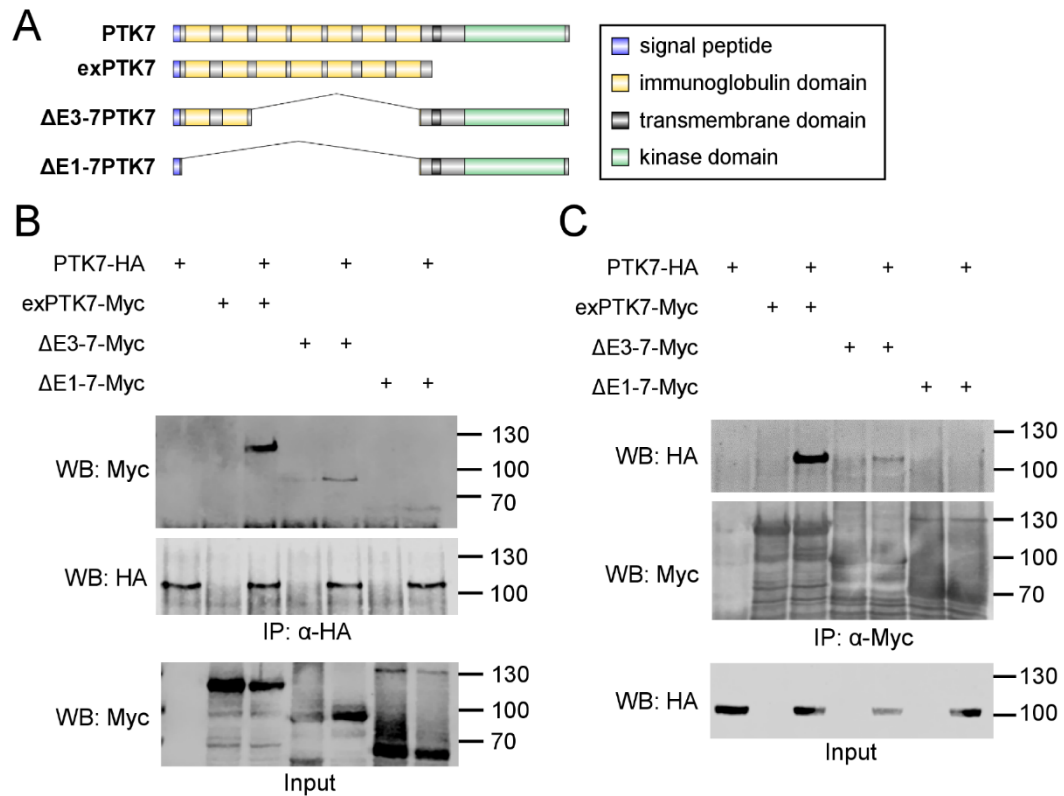 A
PTK7
exPTK7
ΔE3-7PTK7
ΔE1-7PTK7
signal peptide
immunoglobulin domain
transmembrane domain
kinase domain
B
PTK7-HA + + + +
exPTK7-Myc + +
ΔE3-7-Myc + +
ΔE1-7-Myc + +
WB: Myc
130
100
70
WB: HA
130
100
IP: α-HA
WB: Myc
130
100
70
Input
C
PTK7-HA + + + +
exPTK7-Myc + +
ΔE3-7-Myc + +
ΔE1-7-Myc + +
WB: HA
130
100
WB: Myc
130
100
70
IP: α-Myc
WB: HA
130
100
Input